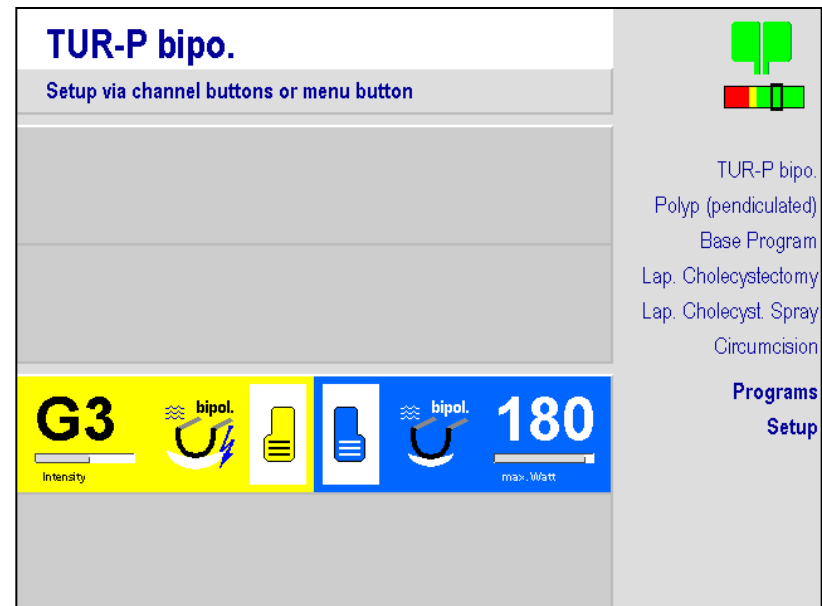 TUR-P bipo.
Setup via channel buttons or menu button
TUR-P bipo.
Polyp (pendiculated)
Base Program
Lap. Cholecystectomy
Lap. Cholecyst. Spray
Circumcision
Programs
Setup
G3
Intensity
bipol.
bipol.
180
max. Watt